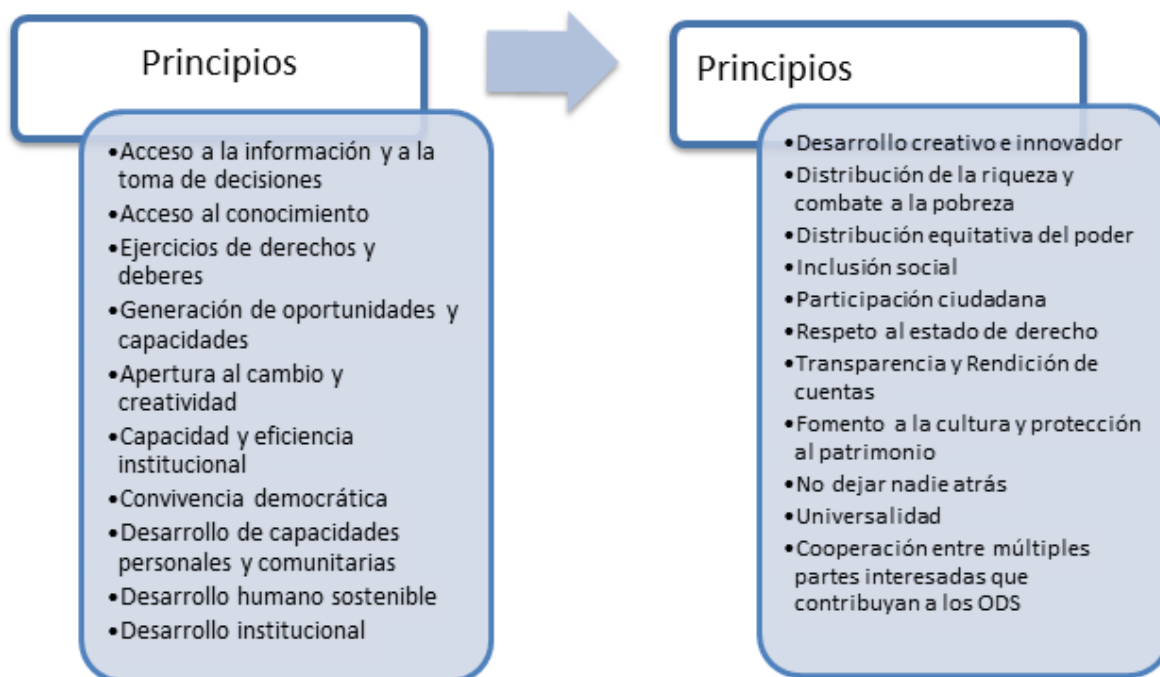 Principios
•Acceso a la información y a la
toma de decisiones
•Acceso al conocimiento
•Ejercicios de derechos y
deberes
•Generación de oportunidades y
capacidades
•Apertura al cambio y
creatividad
•Capacidad y eficiencia
institucional
•Convivencia democrática
•Desarrollo de capacidades
personales y comunitarias
•Desarrollo humano sostenible
•Desarrollo institucional
Principios
•Desarrollo creativo e innovador
•Distribución de la riqueza y
combate a la pobreza
•Distribución equitativa del poder
•Inclusión social
•Participación ciudadana
•Respeto al estado de derecho
•Transparencia y Rendición de
cuentas
•Fomento a la cultura y protección
al patrimonio
•No dejar nadie atrás
•Universalidad
•Cooperación entre múltiples
partes interesadas que
contribuyan a los ODS